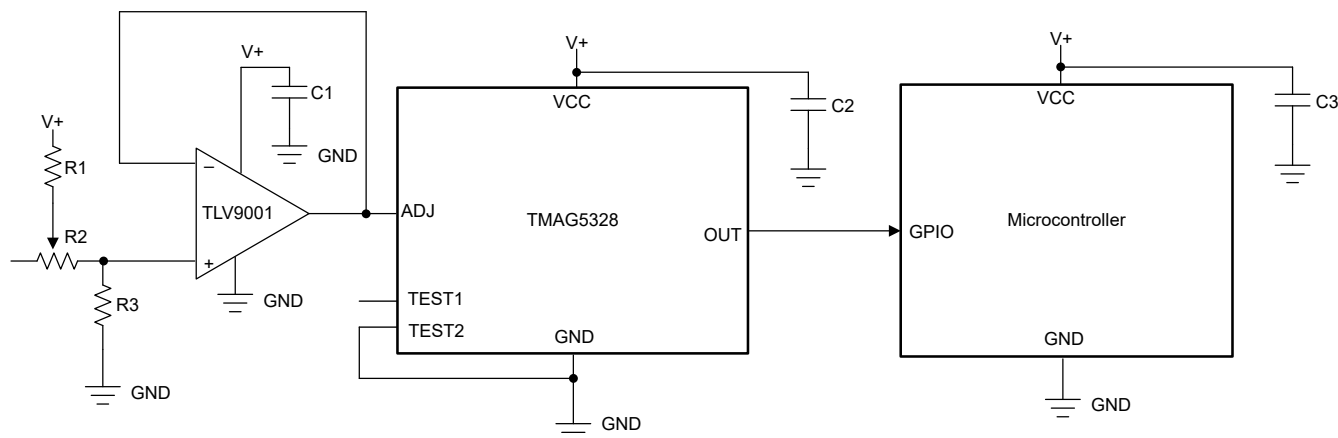 V+
C1
GND
V+
R1
R2
R3
GND
−
TLV9001
+
GND
V+
VCC
C2
ADJ
TMAG5328
OUT
TEST1
TEST2
GND
GND
V+
VCC
C3
GPIO
Microcontroller
GND
GND